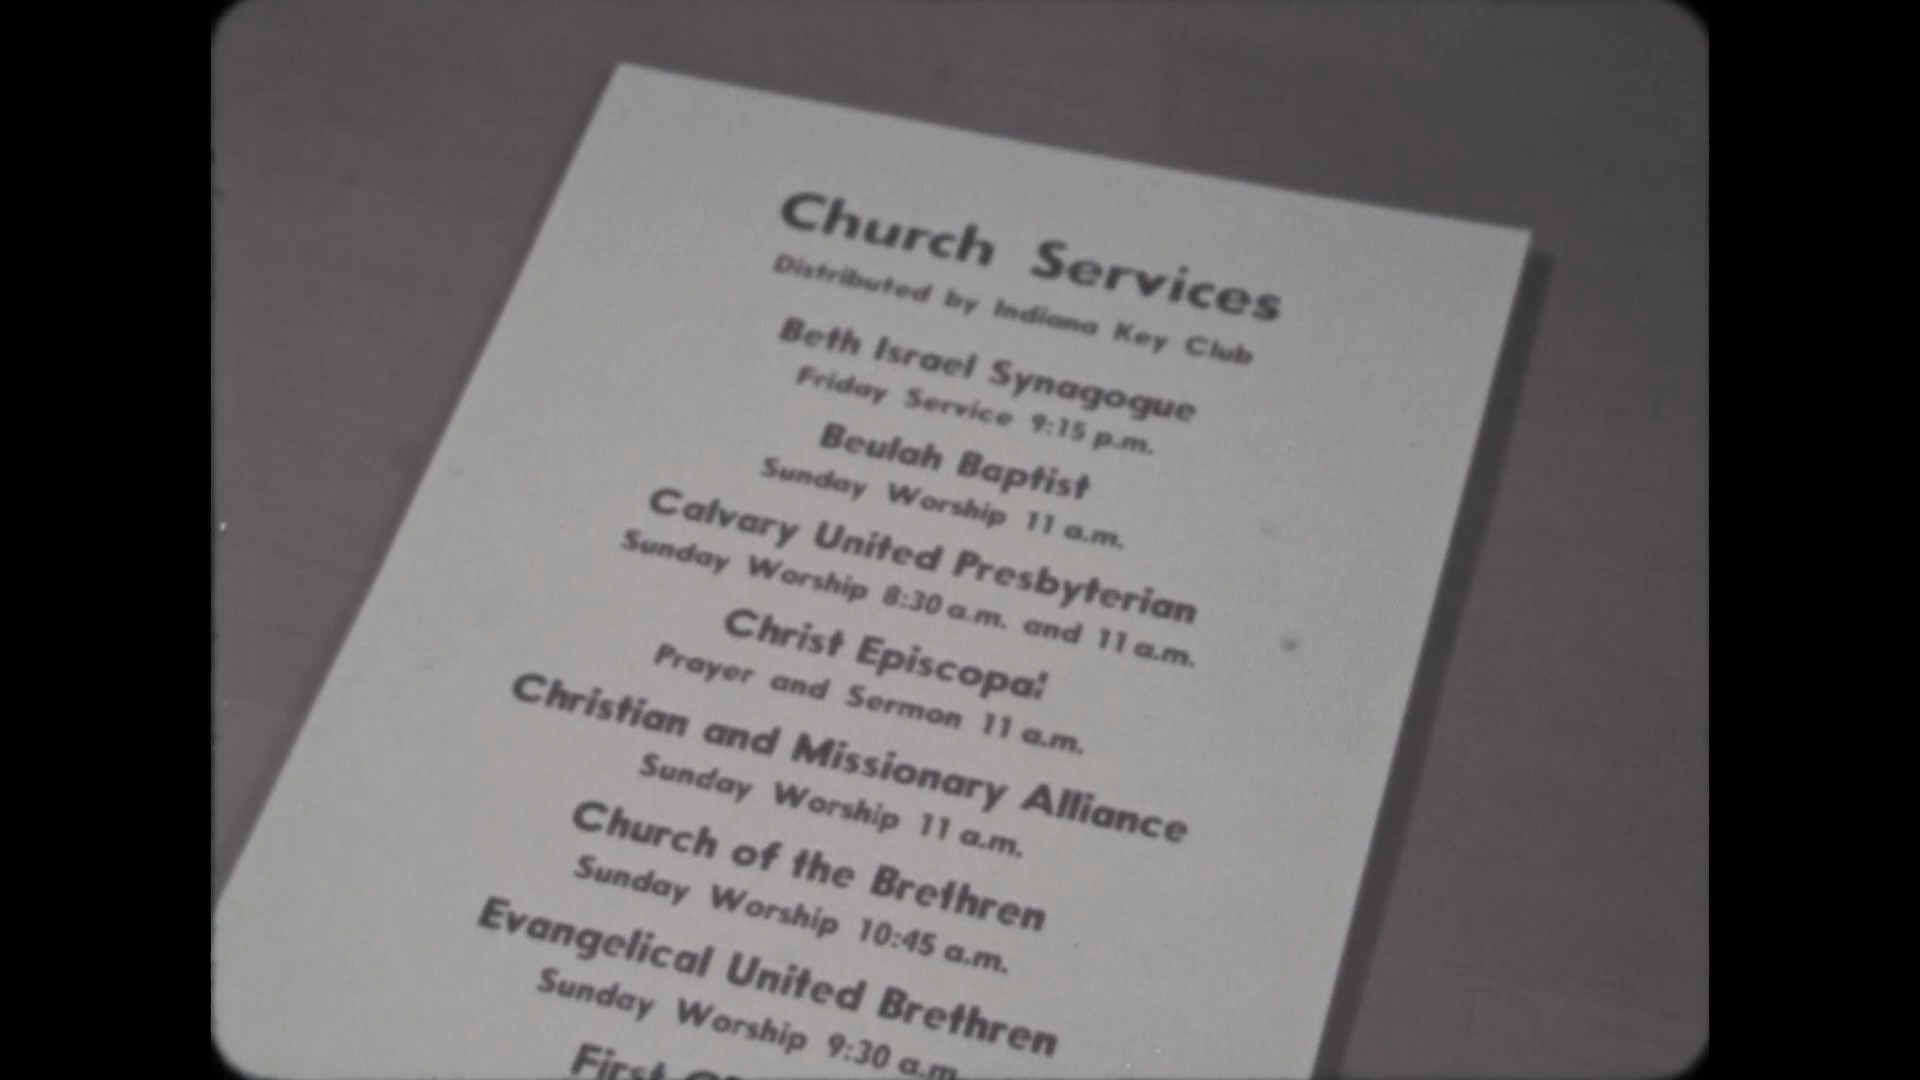 Church Services
Distributed by Indiana Key Club
Beth Israel Synagogue
Friday Service 9:15 p.m.
Beulah Baptist
Sunday Worship 11 a.m.
Calvary United Presbyterian
Sunday Worship 8:30 a.m. and 11 a.m.
Christ Episcopal
Prayer and Sermon 11 a.m.
Christian and Missionary Alliance
Sunday Worship 11 a.m.
Church of the Brethren
Sunday Worship 10:45 a.m.
Evangelical United Brethren
Sunday Worship 9:30 a.m.
First